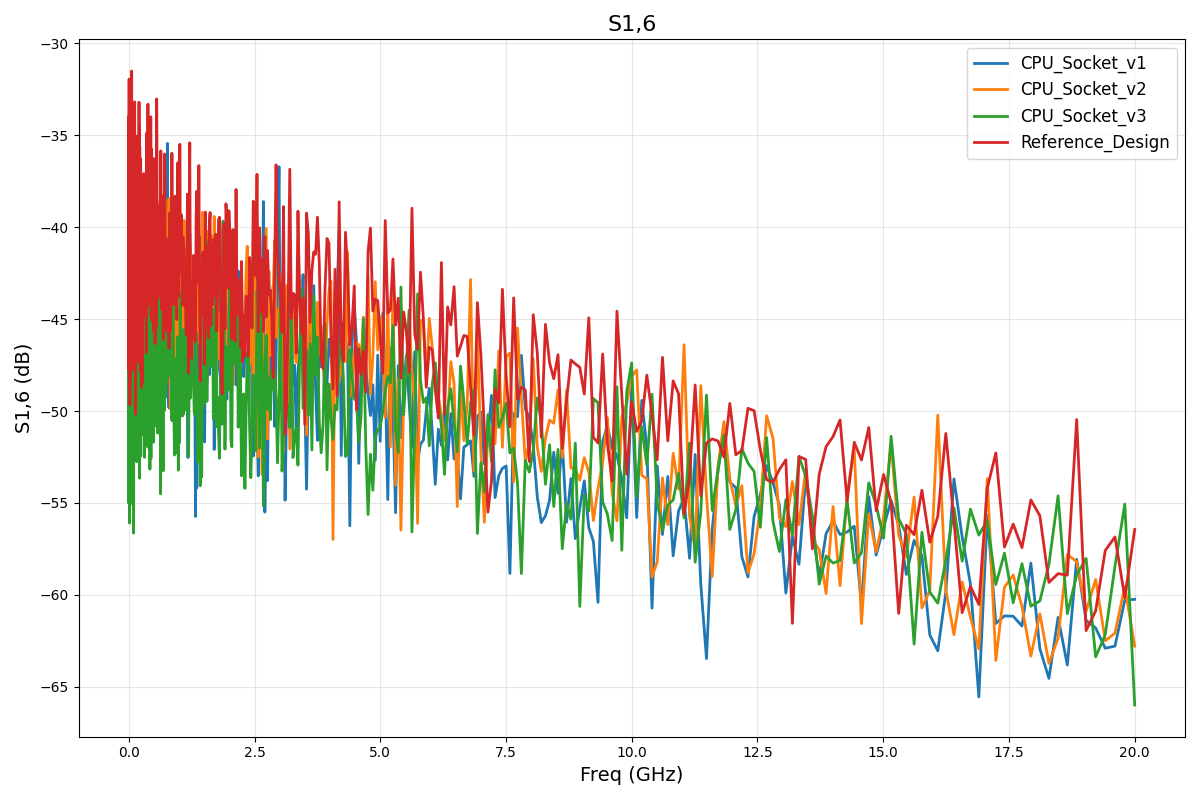 S1,6
CPU_Socket_v1
CPU_Socket_v2
CPU_Socket_v3
Reference_Design
S1,6 (dB)
−30
−35
−40
−45
−50
−55
−60
−65
0.0 2.5 5.0 7.5 10.0 12.5 15.0 17.5 20.0
Freq (GHz)